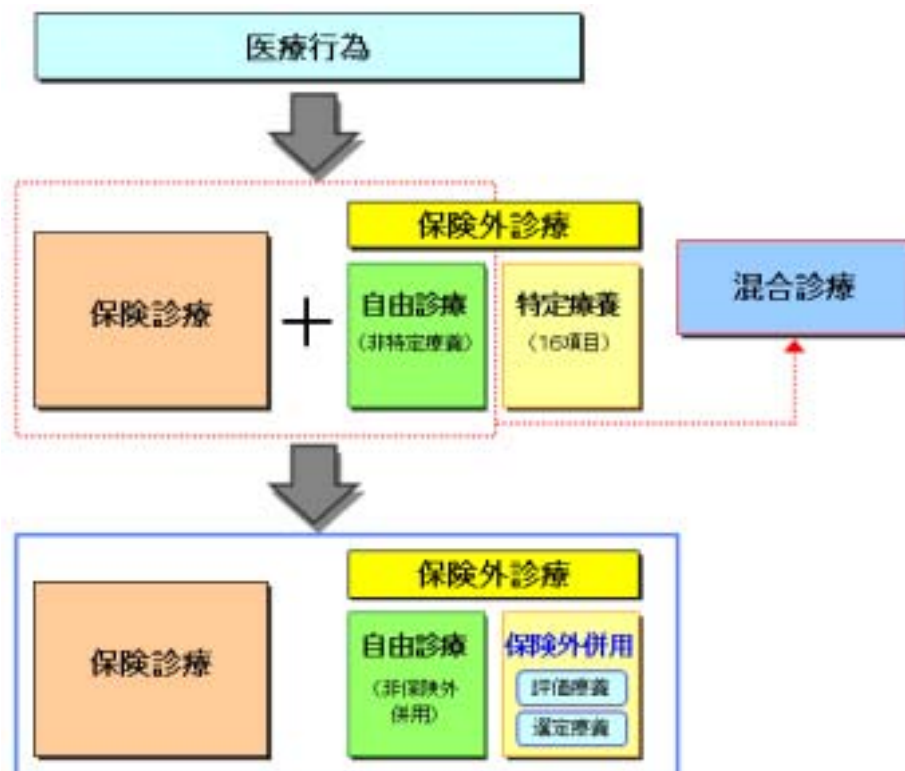 医療行為
保険外診療
保険診療
+
自由診療
(非特定療養)
特定療養
(16項目)
混合診療
保険外診療
保険診療
自由診療
(非保険外
併用)
保険外併用
評価療養
選定療養